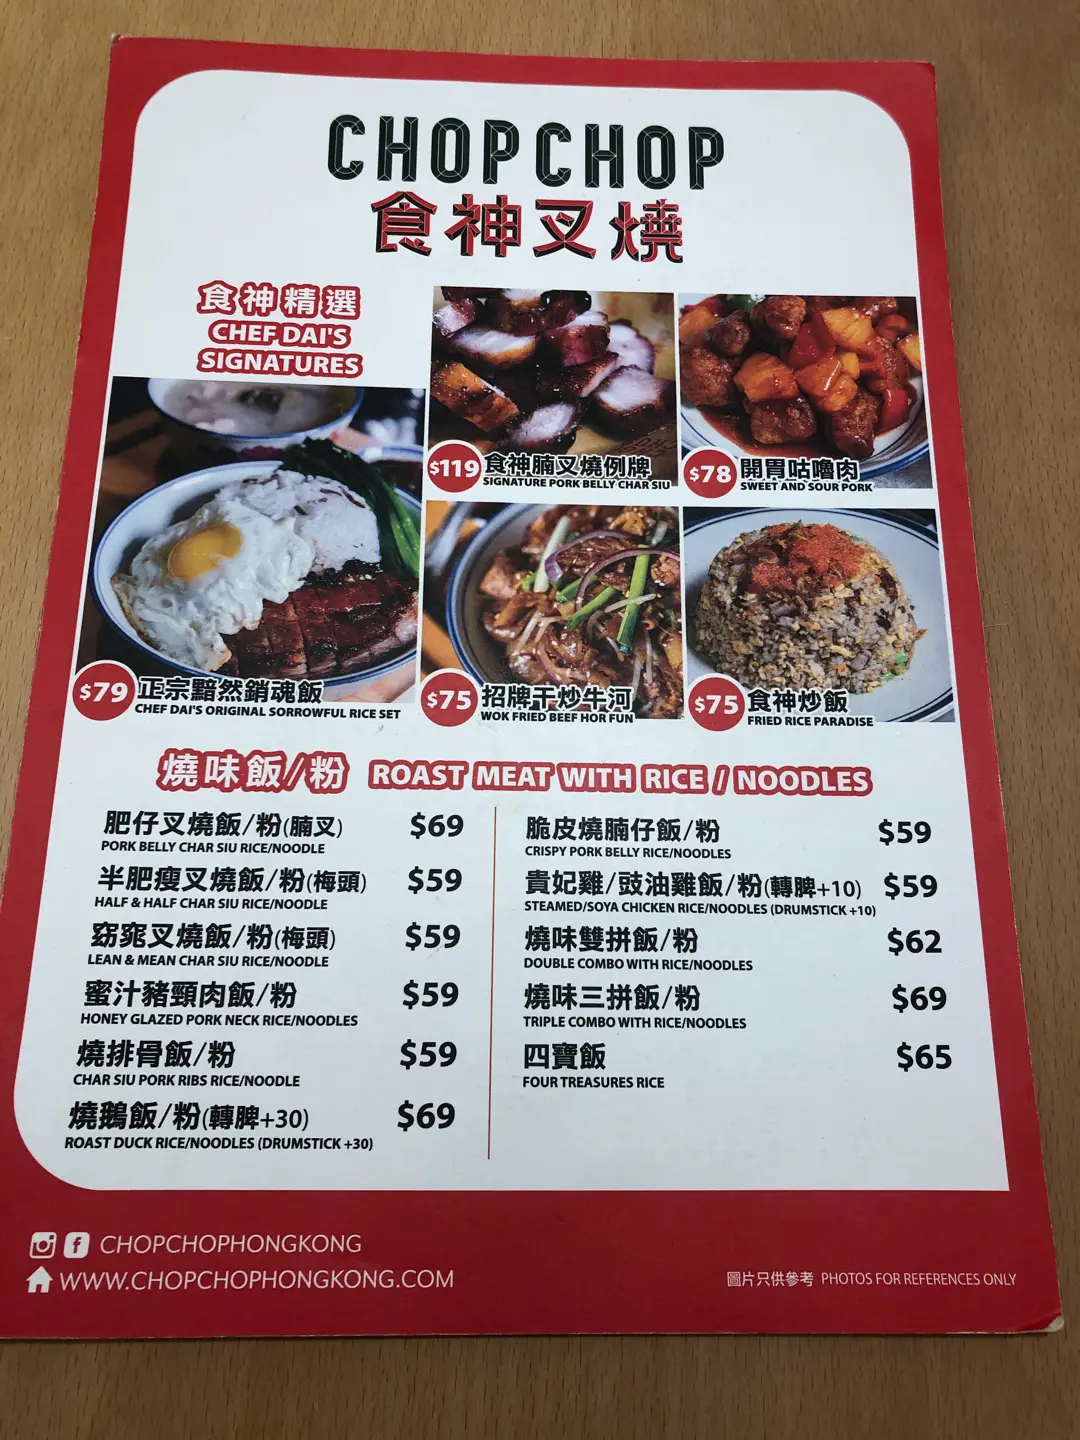 CHOPCHOP
食神叉燒
食神精選
CHEF DAI'S
SIGNATURES
$119 食神腩叉燒例牌
SIGNATURE PORK BELLY CHAR SIU
$78 開胃咕嚕肉
SWEET AND SOUR PORK
$79 正宗黯然銷魂飯
CHEF DAI'S ORIGINAL SORROWFUL RICE SET
$75 招牌干炒牛河
WOK FRIED BEEF HOR FUN
$75 食神炒飯
FRIED RICE PARADISE
燒味飯/粉 ROAST MEAT WITH RICE / NOODLES
肥仔叉燒飯/粉(腩叉) $69
PORK BELLY CHAR SIU RICE/NOODLE
半肥瘦叉燒飯/粉(梅頭) $59
HALF & HALF CHAR SIU RICE/NOODLE
窈窕叉燒飯/粉(梅頭) $59
LEAN & MEAN CHAR SIU RICE/NOODLE
蜜汁豬頸肉飯/粉 $59
HONEY GLAZED PORK NECK RICE/NOODLES
燒排骨飯/粉 $59
CHAR SIU PORK RIBS RICE/NOODLE
燒鵝飯/粉(轉脾+30) $69
ROAST DUCK RICE/NOODLES (DRUMSTICK +30)
脆皮燒腩仔飯/粉 $59
CRISPY PORK BELLY RICE/NOODLES
貴妃雞/豉油雞飯/粉(轉脾+10) $59
STEAMED/SOYA CHICKEN RICE/NOODLES (DRUMSTICK +10)
燒味雙拼飯/粉 $62
DOUBLE COMBO WITH RICE/NOODLES
燒味三拼飯/粉 $69
TRIPLE COMBO WITH RICE/NOODLES
四寶飯 $65
FOUR TREASURES RICE
CHOPCHOPHONGKONG
WWW.CHOPCHOPHONGKONG.COM
圖片只供參考 PHOTOS FOR REFERENCES ONLY